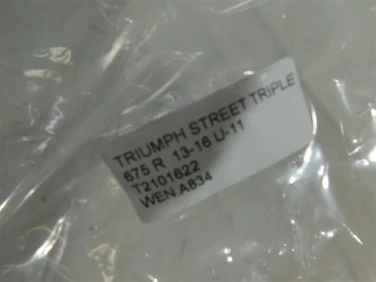 TRIUMPH STREET TRIPLE
675 R 13-16 U-11
T2101622
WEN.A834